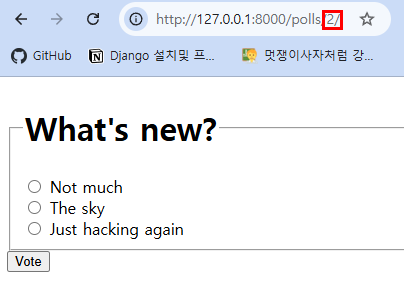 http://127.0.0.1:8000/polls/2/
GitHub Django 설치및 프... 멋쟁이사자처럼 강...
What's new?
Not much
The sky
Just hacking again
Vote